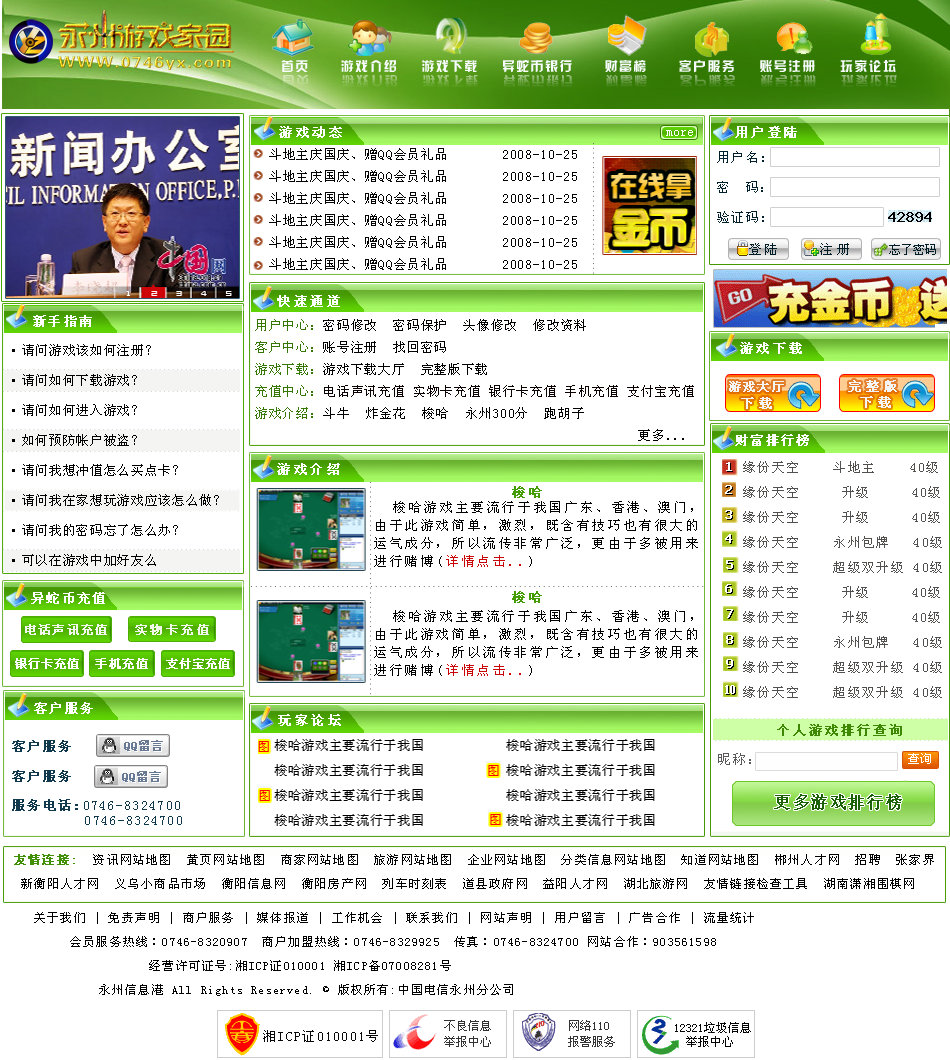 永州游戏家园
www.0746yx.com
首页 游戏介绍 游戏下载 异蛇币银行 财富榜 客户服务 账号注册 玩家论坛
新闻办公室
CIL INFORMATION OFFICE,P.R
中国网
1 2 3 4 5
新手指南
请问游戏该如何注册？
请问如何下载游戏？
请问如何进入游戏？
如何预防帐户被盗？
请问我想冲值怎么买点卡？
请问我在家想玩游戏应该怎么做？
请问我的密码忘了怎么办？
可以在游戏中加好友么
异蛇币充值
电话声讯充值 实物卡充值
银行卡充值 手机充值 支付宝充值
客户服务
客户服务 QQ留言
客户服务 QQ留言
服务电话:0746-8324700
0746-8324700
游戏动态 more
斗地主庆国庆、赠QQ会员礼品 2008-10-25
斗地主庆国庆、赠QQ会员礼品 2008-10-25
斗地主庆国庆、赠QQ会员礼品 2008-10-25
斗地主庆国庆、赠QQ会员礼品 2008-10-25
斗地主庆国庆、赠QQ会员礼品 2008-10-25
斗地主庆国庆、赠QQ会员礼品 2008-10-25
在线拿
金币
快速通道
用户中心: 密码修改 密码保护 头像修改 修改资料
客户中心: 账号注册 找回密码
游戏下载: 游戏下载大厅 完整版下载
充值中心: 电话声讯充值 实物卡充值 银行卡充值 手机充值 支付宝充值
游戏介绍: 斗牛 炸金花 梭哈 永州300分 跑胡子
更多...
游戏介绍
梭哈
梭哈游戏主要流行于我国广东、香港、澳门，
由于此游戏简单，激烈，既含有技巧也有很大的
运气成分，所以流传非常广泛，更由于多被用来
进行赌博(详情点击..)
梭哈
梭哈游戏主要流行于我国广东、香港、澳门，
由于此游戏简单，激烈，既含有技巧也有很大的
运气成分，所以流传非常广泛，更由于多被用来
进行赌博(详情点击..)
玩家论坛
图 梭哈游戏主要流行于我国 梭哈游戏主要流行于我国
梭哈游戏主要流行于我国 图 梭哈游戏主要流行于我国
图 梭哈游戏主要流行于我国 梭哈游戏主要流行于我国
梭哈游戏主要流行于我国 图 梭哈游戏主要流行于我国
用户登陆
用户名:
密 码:
验证码: 42894
登陆 注册 忘了密码
GO 充金币 送
游戏下载
游戏大厅
下载
完整版
下载
财富排行榜
1 缘份天空 斗地主 40级
2 缘份天空 升级 40级
3 缘份天空 升级 40级
4 缘份天空 永州包牌 40级
5 缘份天空 超级双升级 40级
6 缘份天空 升级 40级
7 缘份天空 升级 40级
8 缘份天空 永州包牌 40级
9 缘份天空 超级双升级 40级
10 缘份天空 超级双升级 40级
个人游戏排行查询
昵称: 查询
更多游戏排行榜
友情连接: 资讯网站地图 黄页网站地图 商家网站地图 旅游网站地图 企业网站地图 分类信息网站地图 知道网站地图 郴州人才网 招聘 张家界
新衡阳人才网 义乌小商品市场 衡阳信息网 衡阳房产网 列车时刻表 道县政府网 益阳人才网 湖北旅游网 友情链接检查工具 湖南潇湘围棋网
关于我们 | 免责声明 | 商户服务 | 媒体报道 | 工作机会 | 联系我们 | 网站声明 | 用户留言 | 广告合作 | 流量统计
会员服务热线：0746-8320907 商户加盟热线：0746-8329925 传真：0746-8324700 网站合作：903561598
经营许可证号:湘ICP证010001 湘ICP备07008281号
永州信息港 All Rights Reserved. © 版权所有:中国电信永州分公司
湘ICP证010001号
不良信息
举报中心
网络110
报警服务
12321垃圾信息
举报中心